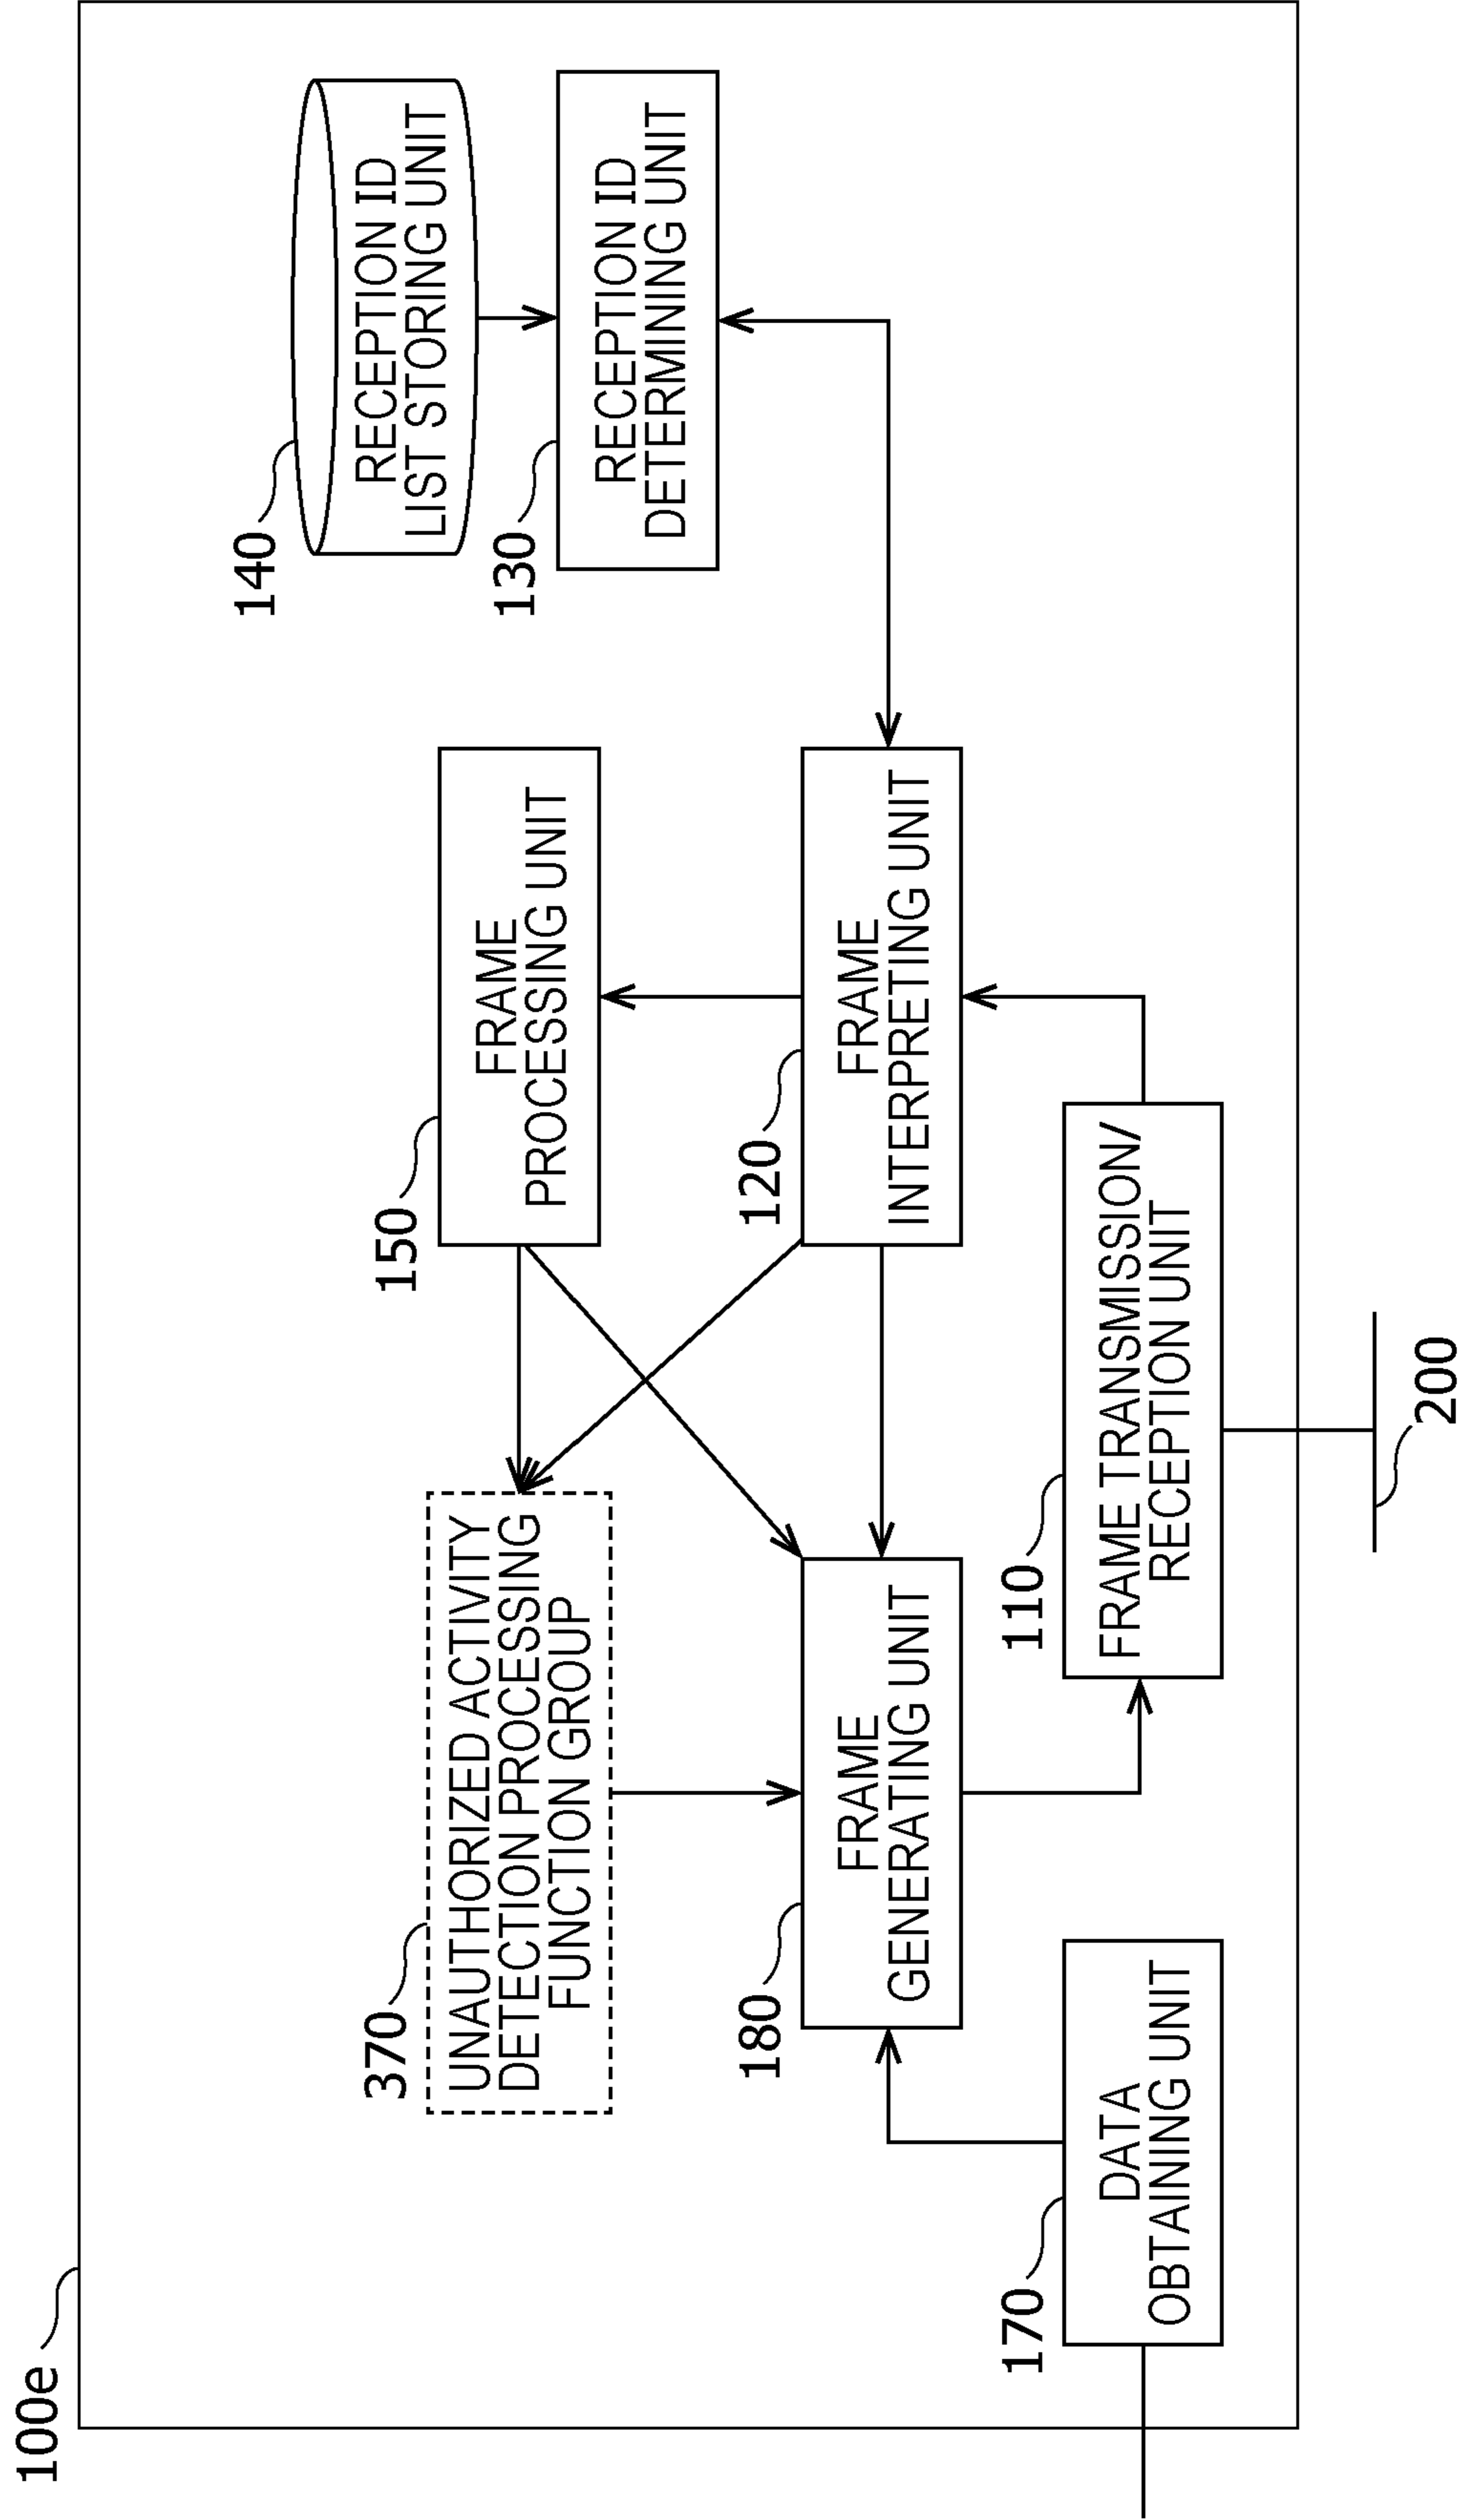 100e
140
RECEPTION ID
LIST STORING UNIT
130
RECEPTION ID
DETERMINING UNIT
370
UNAUTHORIZED ACTIVITY
DETECTION PROCESSING
FUNCTION GROUP
150
FRAME
PROCESSING UNIT
180
FRAME
GENERATING UNIT
120
FRAME
INTERPRETING UNIT
170
DATA
OBTAINING UNIT
110
FRAME TRANSMISSION/
RECEPTION UNIT
200